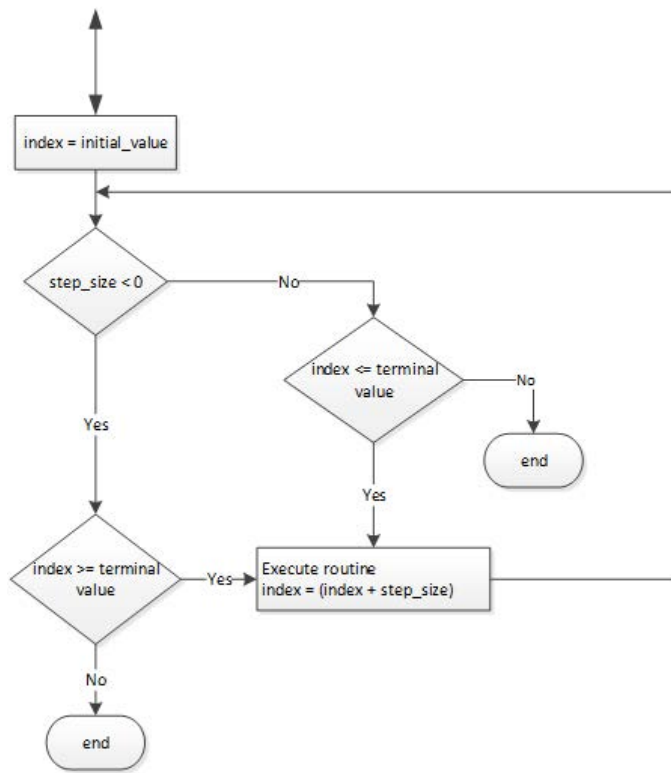 index = initial_value
step_size < 0
No
index <= terminal
value
No
Yes
end
Yes
index >= terminal
value
Yes
Execute routine
index = (index + step_size)
No
end